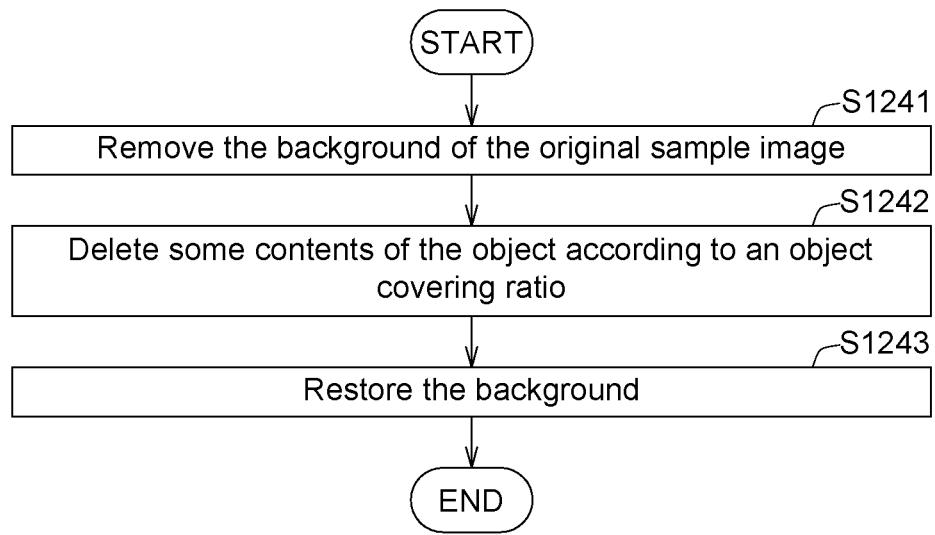 START
S1241
Remove the background of the original sample image
S1242
Delete some contents of the object according to an object
covering ratio
S1243
Restore the background
END